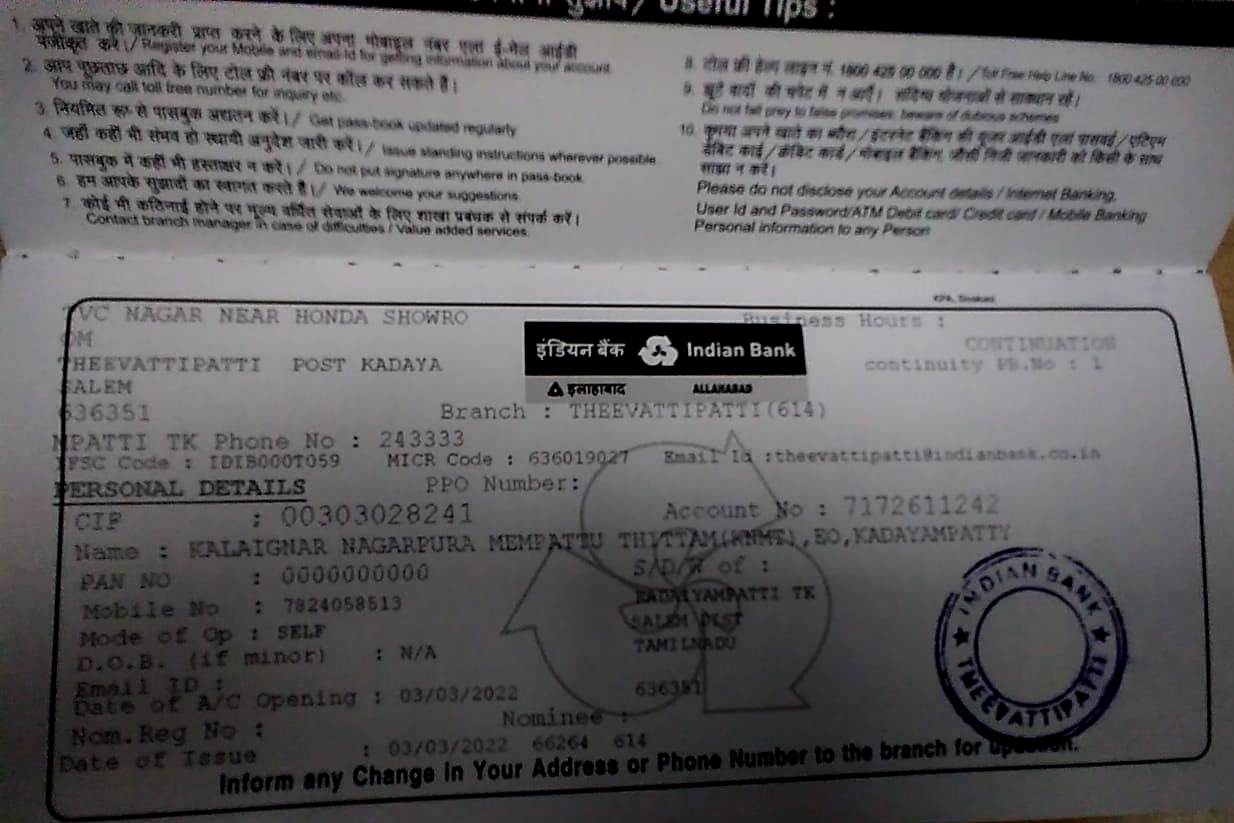 / Useful Tips :
1. अपने खाते की जानकरी प्राप्त करने के लिए अपना मोबाइल नंबर एवं ई-मेल आईडी
पंजीकृत करें।/ Register your Mobile and email-Id for getting information about your account
2. आप पूछताछ आदि के लिए टोल फ्री नंबर पर कॉल कर सकते हैं।
You may call toll free number for inquiry etc.
3. नियमित रूप से पासबुक अद्यतन करें।/ Get pass-book updated regularly
4. जहाँ कहीं भी संभव हो स्थायी अनुदेश जारी करें।/ Issue standing instructions wherever possible.
5. पासबुक में कहीं भी हस्ताक्षर न करें।/ Do not put signature anywhere in pass-book.
6. हम आपके सुझावों का स्वागत करते हैं।/ We welcome your suggestions.
7. कोई भी कठिनाई होने पर मूल्य वर्धित सेवाओं के लिए शाखा प्रबंधक से संपर्क करें।
Contact branch manager in case of difficulties / Value added services.
8. टोल फ्री हेल्प लाइन नं. 1800 425 00 000 है।/ Toll Free Help Line No. 1800 425 00 000
9. झूटे वादों की चपेट में न आएँ। संदिग्ध योजनाओं से सावधान रहें।
Do not fall prey to false promises; beware of dubious schemes
10. कृपया अपने खाते का ब्यौरा/ इंटरनेट बैंकिंग की यूजर आईडी एवं पासवर्ड/ एटिएम
डेबिट कार्ड/ क्रेडिट कार्ड/ मोबाइल बैंकिंग, जैसी निजी जानकारी को किसी के साथ
साझा न करें।
Please do not disclose your Account details / Internet Banking,
User Id and Password/ATM Debit card/ Credit card / Mobile Banking
Personal information to any Person
VC NAGAR NEAR HONDA SHOWRO
OM
THEEVATTIPATTI POST KADAYA
SALEM
636351
Business Hours :
CONTINUATION
continuity PB.No : 1
इंडियन बैंक Indian Bank
इलाहाबाद ALLAHABAD
Branch : THEEVATTIPATTI(614)
MPATTI TK Phone No : 243333
IFSC Code : IDIB000T059 MICR Code : 636019027 Email Id :theevattipatti@indianbank.co.in
PERSONAL DETAILS PPO Number:
CIF : 00303028241 Account No : 7172611242
Name : KALAIGNAR NAGARPURA MEMPATTU THITTAM(KNMT),EO,KADAYAMPATTY
PAN NO : 0000000000 S/D/W of :
Mobile No : 7824058513 KADAIYAMPATTI TK
Mode of Op : SELF SALEM DIST
D.O.B. (if minor) : N/A TAMILNADU
Email ID :
Date of A/C Opening : 03/03/2022 636351
Nom.Reg No : Nominee :
Date of Issue : 03/03/2022 66264 614
Inform any Change in Your Address or Phone Number to the branch for updation.
INDIAN BANK
THEEVATTIPATTI